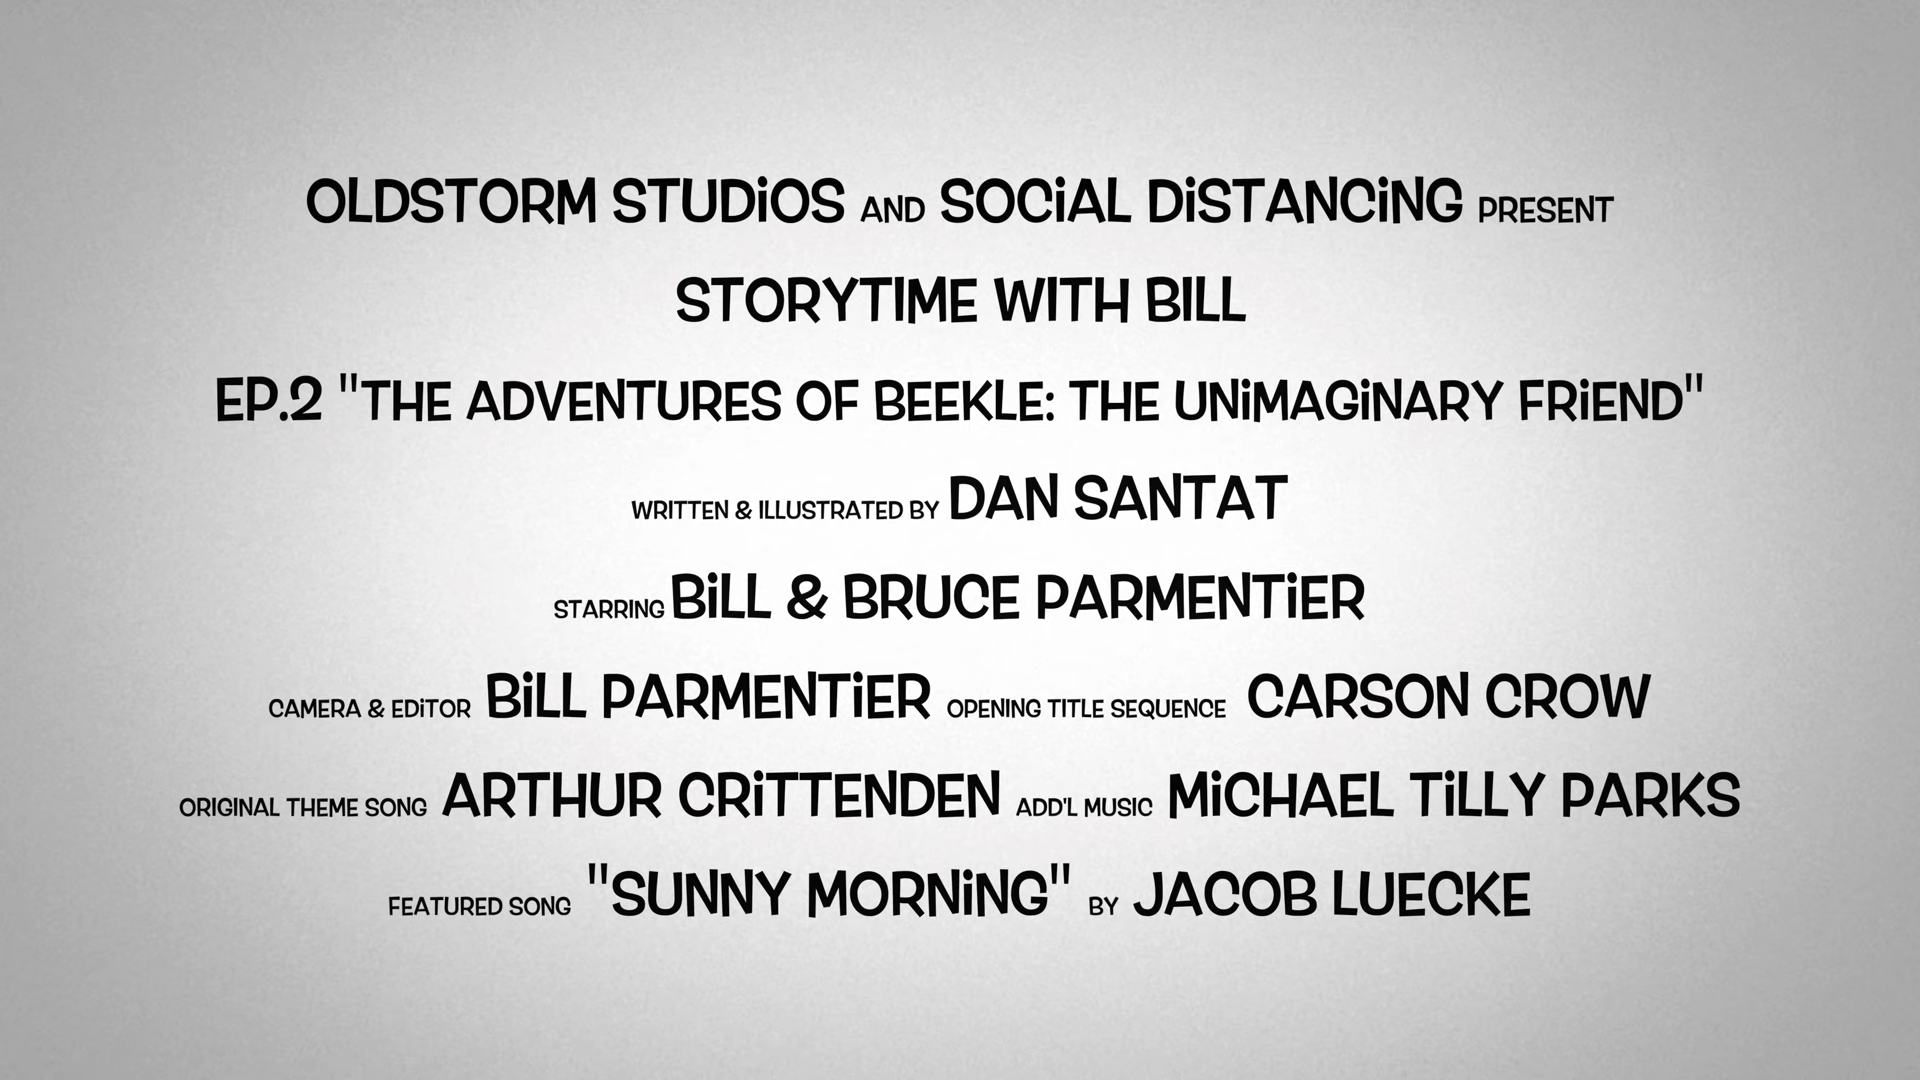 OLDSTORM STUDiOS AND SOCiAL DiSTANCiNG PRESENT
STORYTIME WITH BILL
EP.2 "THE ADVENTURES OF BEEKLE: THE UNiMAGiNARY FRiEND"
WRITTEN & ILLUSTRATED BY DAN SANTAT
STARRING BiLL & BRUCE PARMENTiER
CAMERA & EDiTOR BiLL PARMENTiER OPENING TITLE SEQUENCE CARSON CROW
ORIGINAL THEME SONG ARTHUR CRiTTENDEN ADD'L MUSIC MiCHAEL TiLLY PARKS
FEATURED SONG "SUNNY MORNiNG" BY JACOB LUECKE